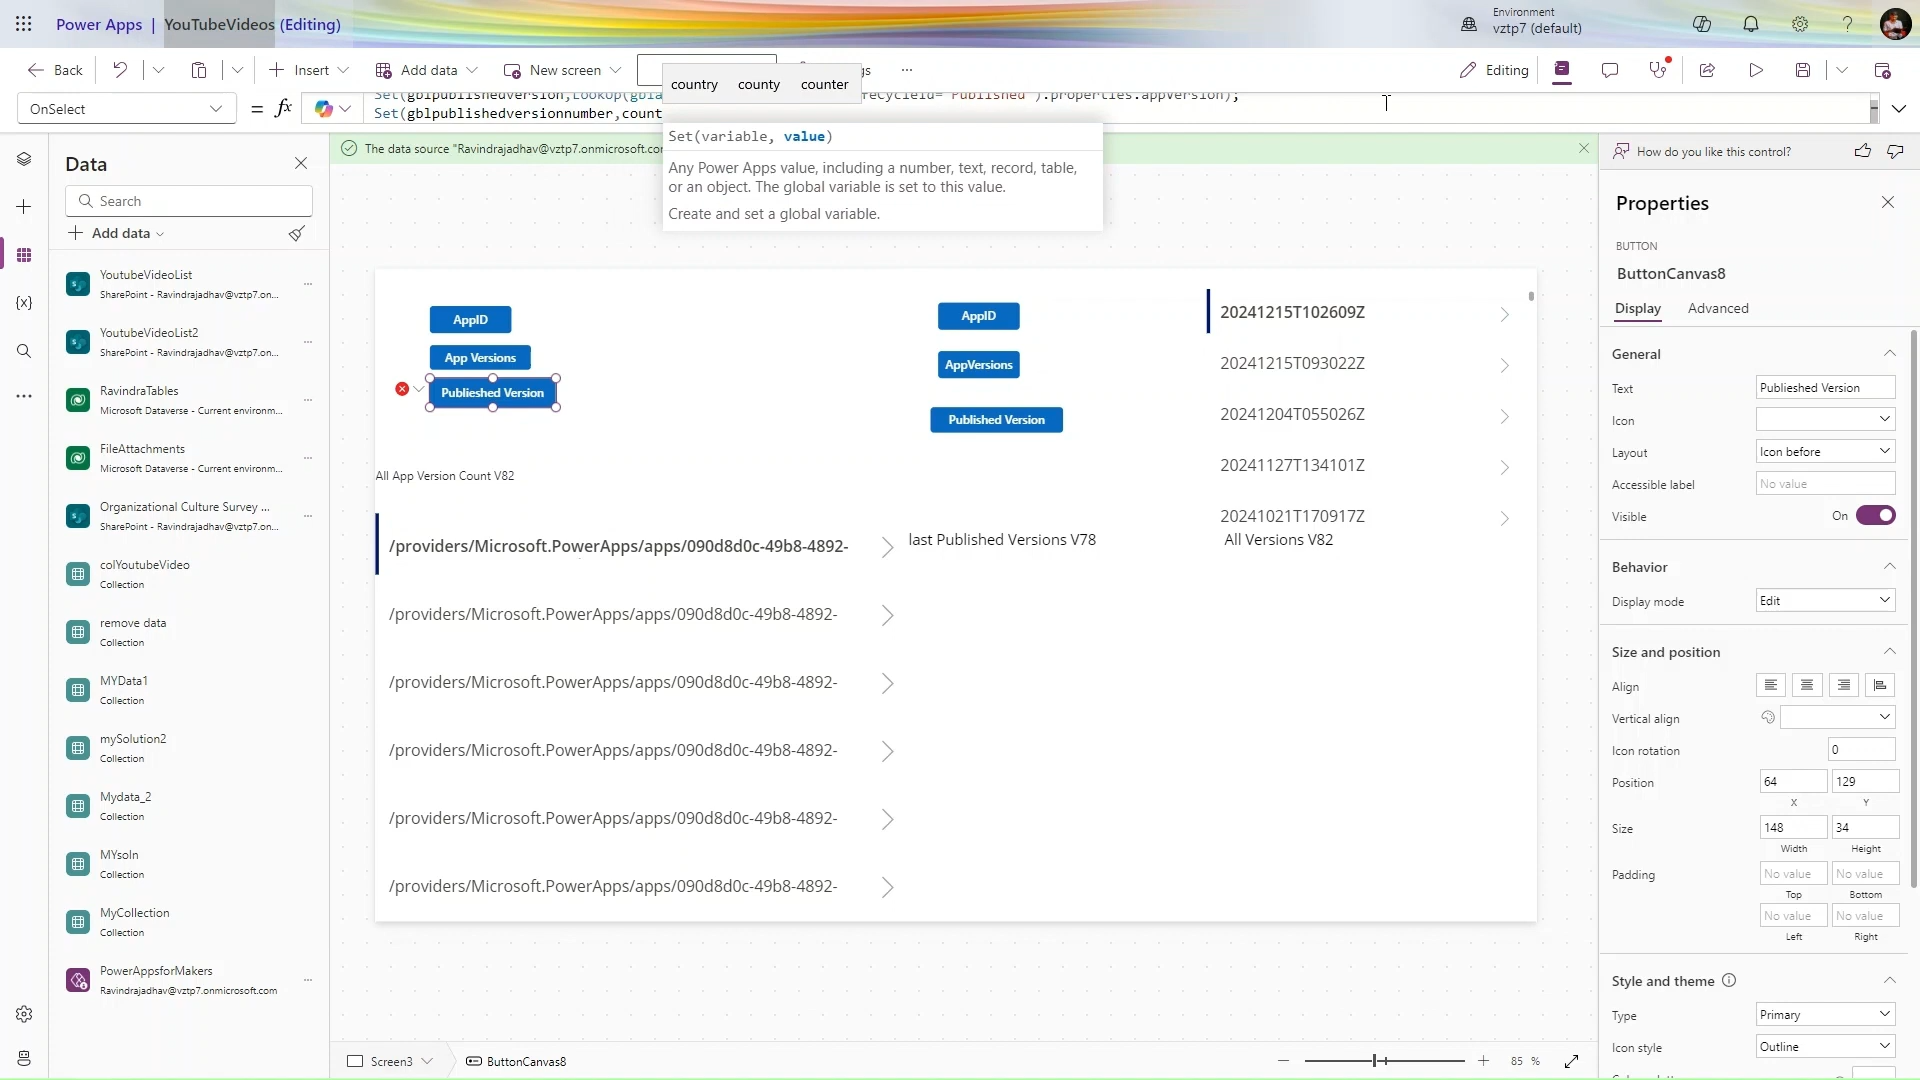 Power Apps | YouTubeVideos (Editing)
Environment
vztp7 (default)
?
Back
Insert
Add data
New screen
country county counter
Editing
OnSelect
= fx
Set(gblpublishedversionnumber,count
Set(variable, value)
Any Power Apps value, including a number, text, record, table,
or an object. The global variable is set to this value.
Create and set a global variable.
The data source "Ravindrajadhav@vztp7.onmicrosoft.co
Data
Search
Add data
YoutubeVideoList
SharePoint - Ravindrajadhav@vztp7.on...
YoutubeVideoList2
SharePoint - Ravindrajadhav@vztp7.on...
RavindraTables
Microsoft Dataverse - Current environm...
FileAttachments
Microsoft Dataverse - Current environm...
Organizational Culture Survey ...
SharePoint - Ravindrajadhav@vztp7.on...
colYoutubeVideo
Collection
remove data
Collection
MYData1
Collection
mySolution2
Collection
Mydata_2
Collection
MYsoln
Collection
MyCollection
Collection
PowerAppsforMakers
Ravindrajadhav@vztp7.onmicrosoft.com
AppID
App Versions
Publieshed Version
All App Version Count V82
/providers/Microsoft.PowerApps/apps/090d8d0c-49b8-4892-
/providers/Microsoft.PowerApps/apps/090d8d0c-49b8-4892-
/providers/Microsoft.PowerApps/apps/090d8d0c-49b8-4892-
/providers/Microsoft.PowerApps/apps/090d8d0c-49b8-4892-
/providers/Microsoft.PowerApps/apps/090d8d0c-49b8-4892-
/providers/Microsoft.PowerApps/apps/090d8d0c-49b8-4892-
AppID
AppVersions
Published Version
last Published Versions V78
20241215T102609Z
20241215T093022Z
20241204T055026Z
20241127T134101Z
20241021T170917Z
All Versions V82
Screen3
ButtonCanvas8
85 %
How do you like this control?
Properties
BUTTON
ButtonCanvas8
Display
Advanced
General
Text
Publieshed Version
Icon
Layout
Icon before
Accessible label
No value
Visible
On
Behavior
Display mode
Edit
Size and position
Align
Vertical align
Icon rotation
0
Position
64 129
X Y
Size
148 34
Width Height
Padding
No value No value
Top Bottom
No value No value
Left Right
Style and theme
Type
Primary
Icon style
Outline